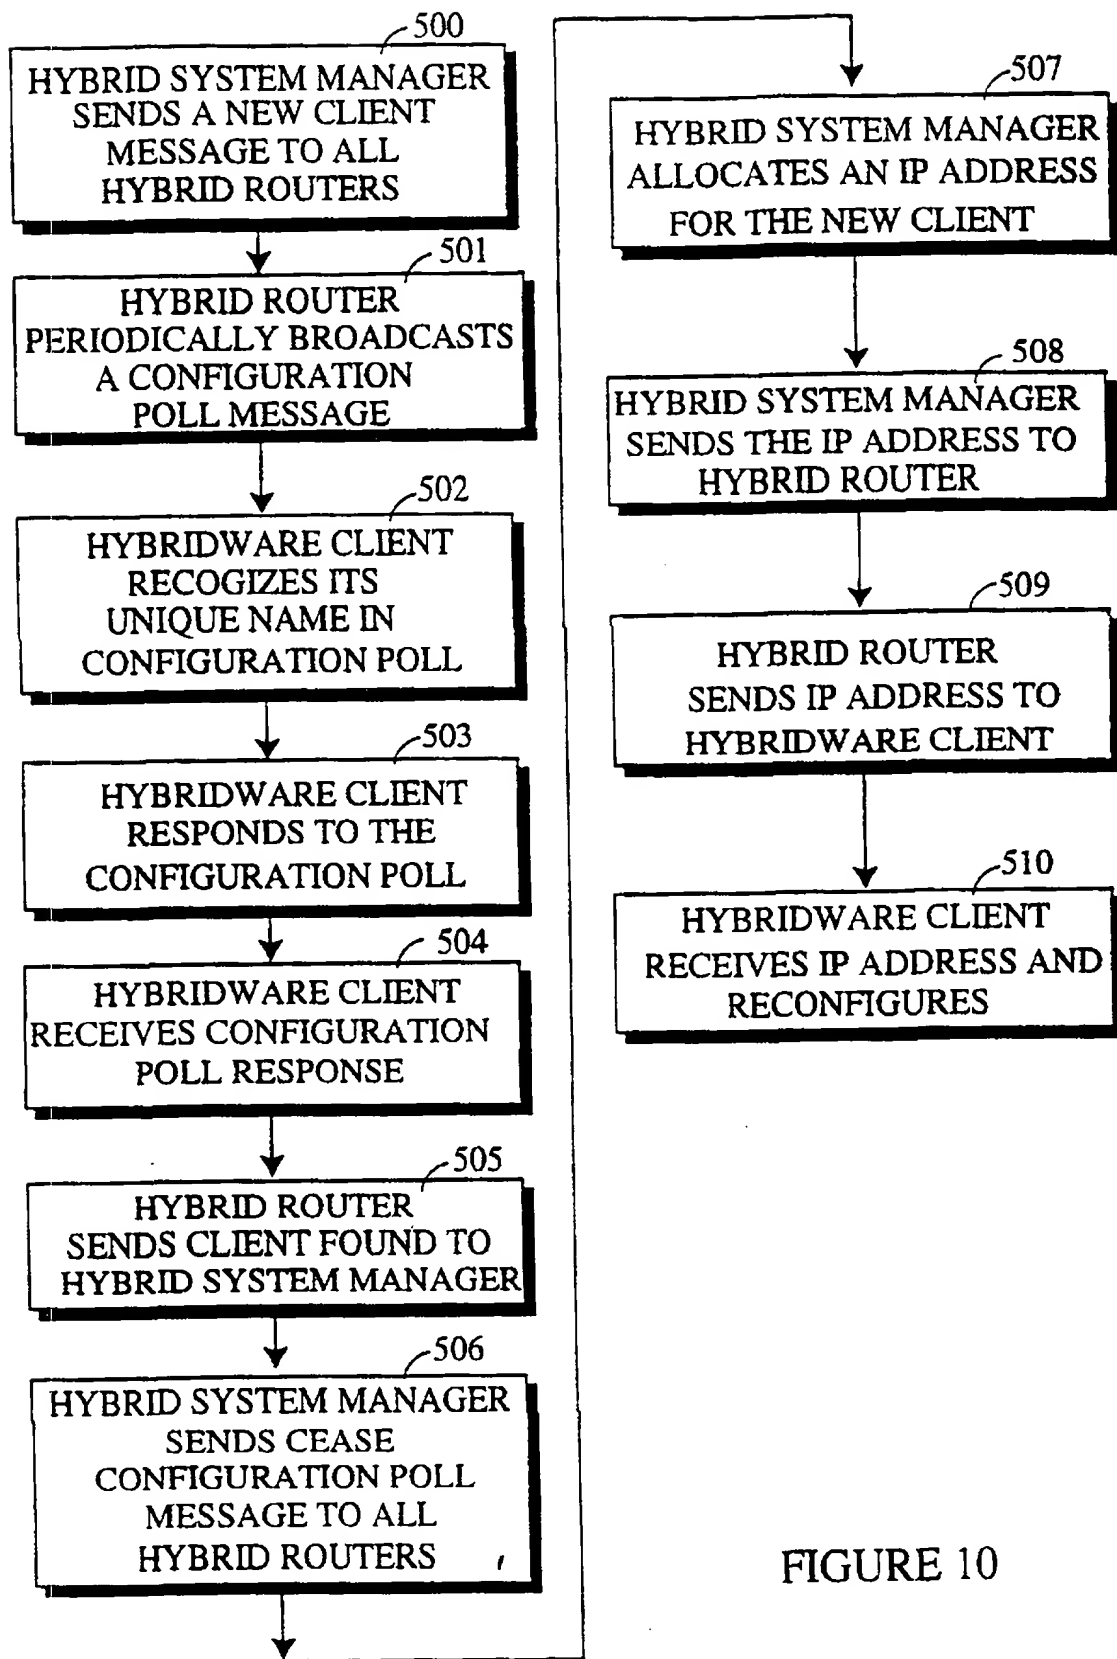 500
HYBRID SYSTEM MANAGER
SENDS A NEW CLIENT
MESSAGE TO ALL
HYBRID ROUTERS
501
HYBRID ROUTER
PERIODICALLY BROADCASTS
A CONFIGURATION
POLL MESSAGE
502
HYBRIDWARE CLIENT
RECOGIZES ITS
UNIQUE NAME IN
CONFIGURATION POLL
503
HYBRIDWARE CLIENT
RESPONDS TO THE
CONFIGURATION POLL
504
HYBRIDWARE CLIENT
RECEIVES CONFIGURATION
POLL RESPONSE
505
HYBRID ROUTER
SENDS CLIENT FOUND TO
HYBRID SYSTEM MANAGER
506
HYBRID SYSTEM MANAGER
SENDS CEASE
CONFIGURATION POLL
MESSAGE TO ALL
HYBRID ROUTERS
507
HYBRID SYSTEM MANAGER
ALLOCATES AN IP ADDRESS
FOR THE NEW CLIENT
508
HYBRID SYSTEM MANAGER
SENDS THE IP ADDRESS TO
HYBRID ROUTER
509
HYBRID ROUTER
SENDS IP ADDRESS TO
HYBRIDWARE CLIENT
510
HYBRIDWARE CLIENT
RECEIVES IP ADDRESS AND
RECONFIGURES
FIGURE 10